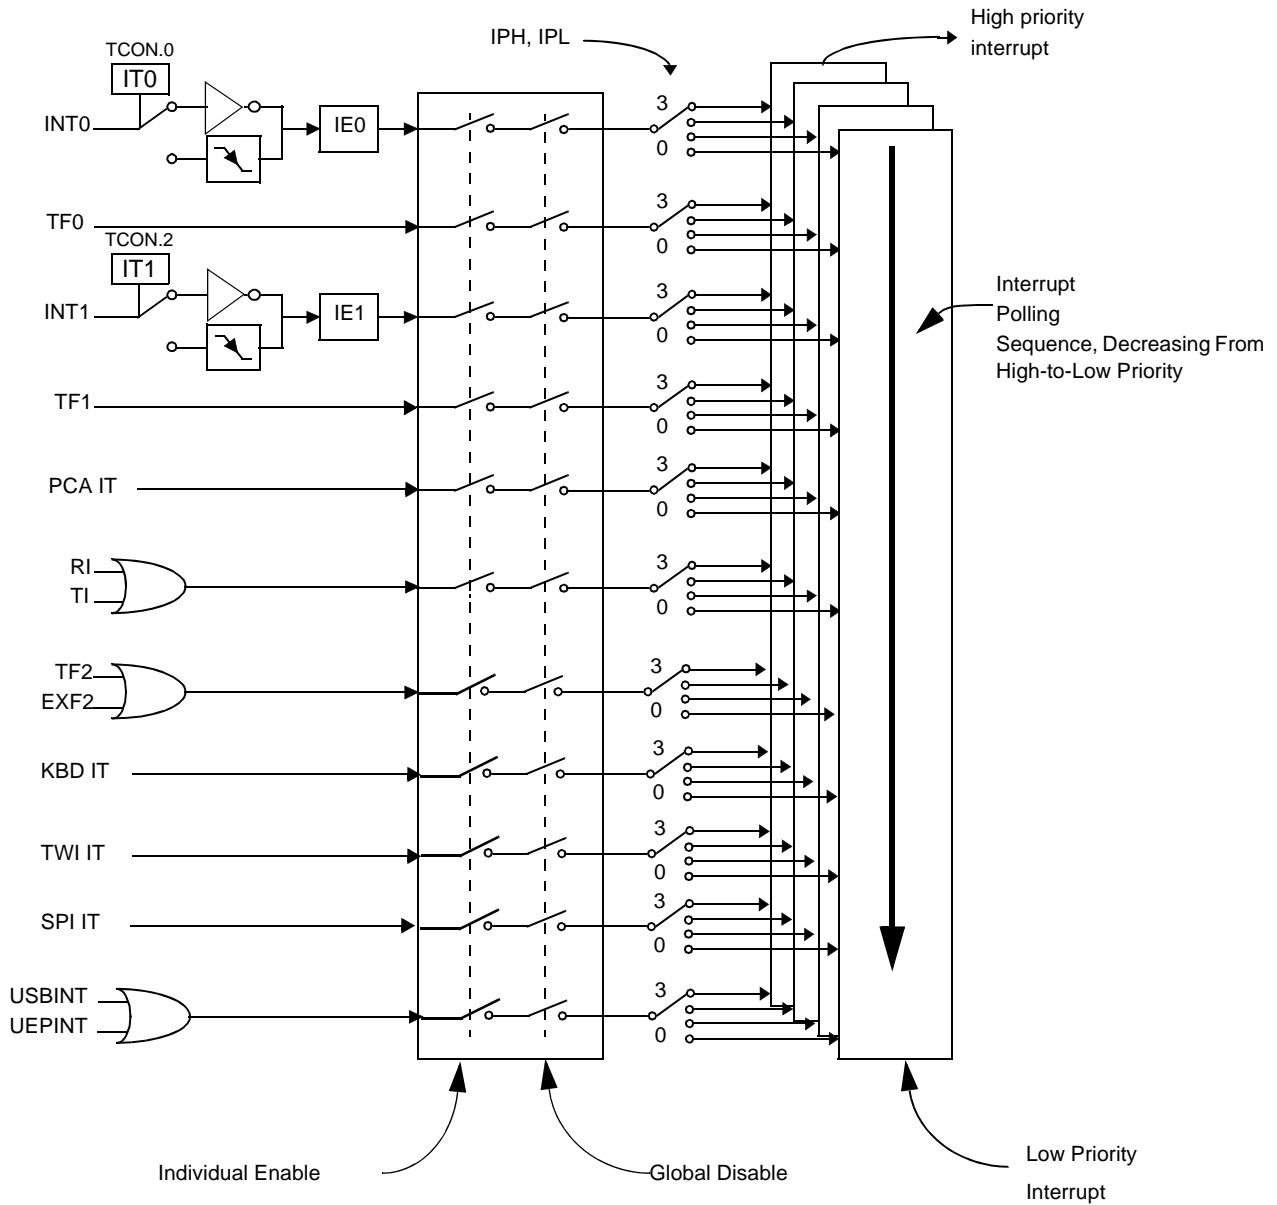 High priority
interrupt
IPH, IPL
TCON.0
IT0
INT0
IE0
3
0
TF0
3
0
TCON.2
IT1
INT1
IE1
3
0
Interrupt
Polling
Sequence, Decreasing From
High-to-Low Priority
TF1
3
0
PCA IT
3
0
RI
TI
3
0
TF2
EXF2
3
0
KBD IT
3
0
TWI IT
3
0
SPI IT
3
0
USBINT
UEPINT
3
0
Individual Enable
Global Disable
Low Priority
Interrupt